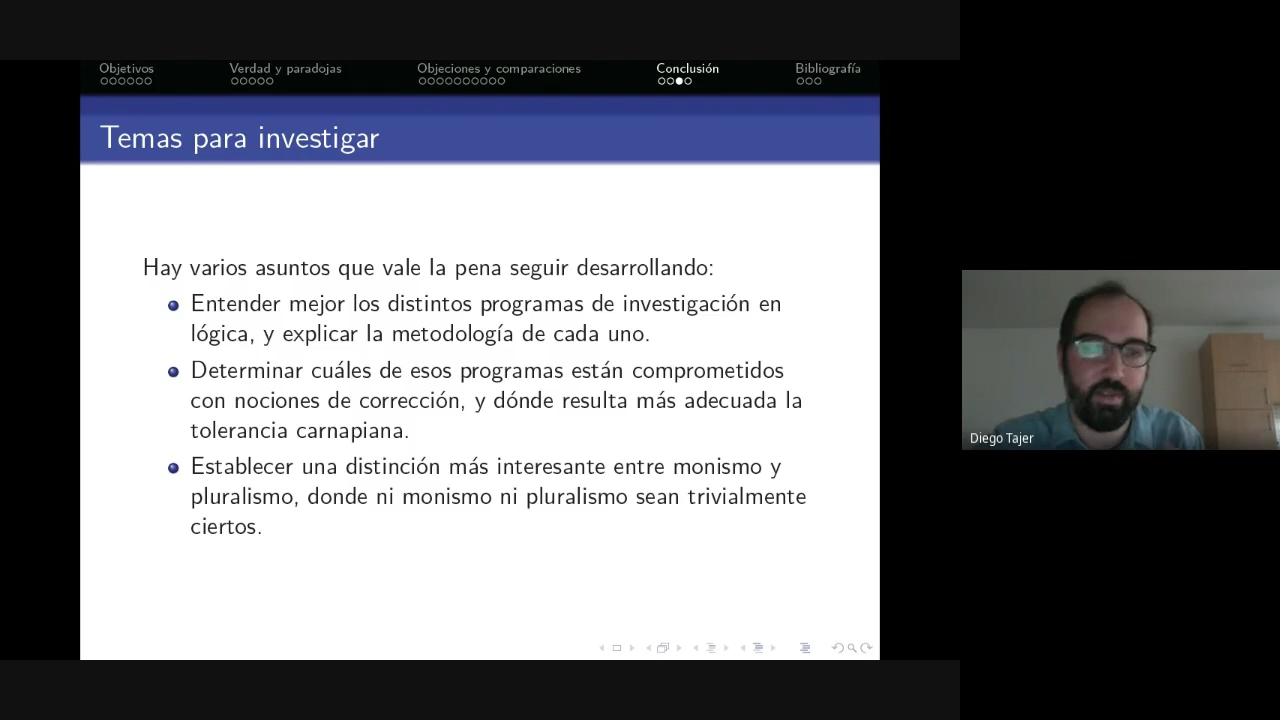 Objetivos
Verdad y paradojas
Objeciones y comparaciones
Conclusión
Bibliografía
Temas para investigar
Hay varios asuntos que vale la pena seguir desarrollando:
Entender mejor los distintos programas de investigación en
lógica, y explicar la metodología de cada uno.
Determinar cuáles de esos programas están comprometidos
con nociones de corrección, y dónde resulta más adecuada la
tolerancia carnapiana.
Establecer una distinción más interesante entre monismo y
pluralismo, donde ni monismo ni pluralismo sean trivialmente
ciertos.
Diego Tajer